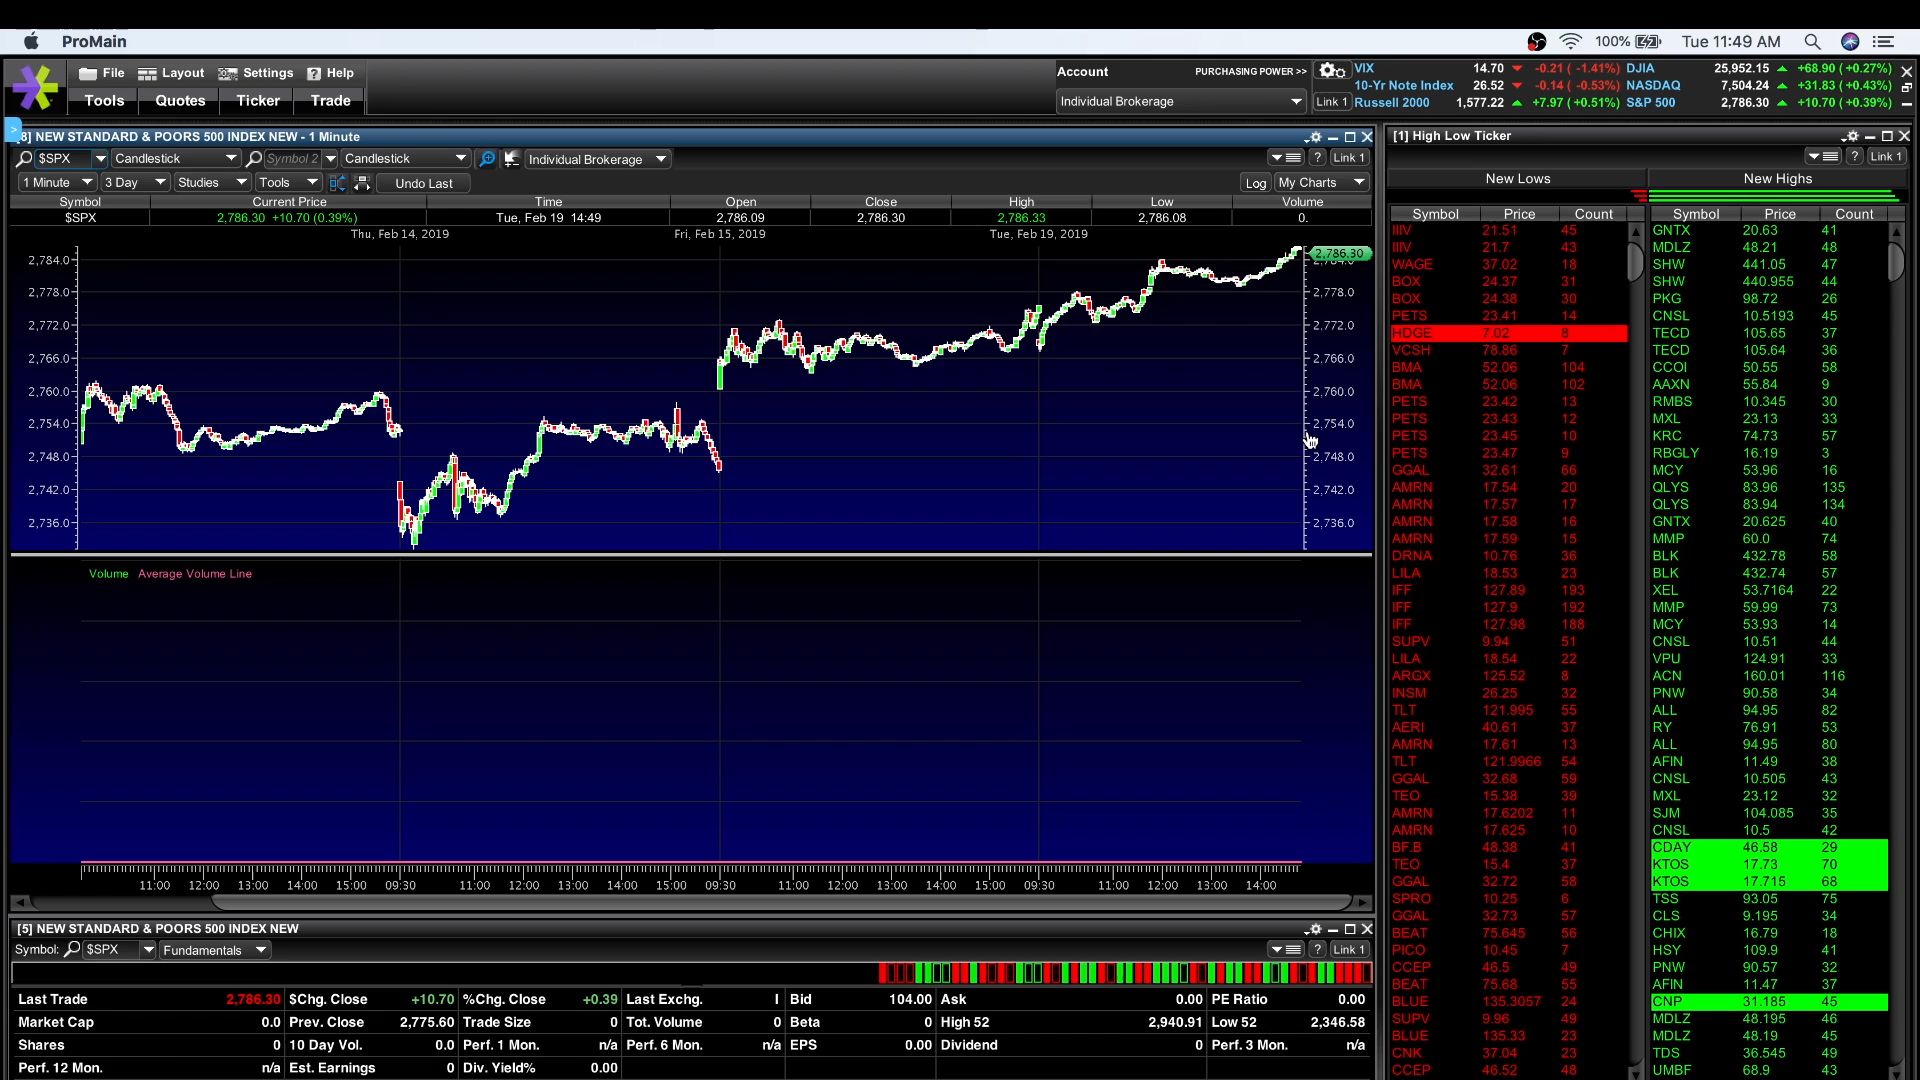 ProMain
100%
Tue 11:49 AM
File Layout Settings Help
Tools Quotes Ticker Trade
Account PURCHASING POWER >>
Individual Brokerage
Link 1
VIX 14.70 -0.21 ( -1.41%) DJIA 25,952.15 +68.90 ( +0.27%)
10-Yr Note Index 26.52 -0.14 ( -0.53%) NASDAQ 7,504.24 +31.83 ( +0.43%)
Russell 2000 1,577.22 +7.97 ( +0.51%) S&P 500 2,786.30 +10.70 ( +0.39%)
[8] NEW STANDARD & POORS 500 INDEX NEW - 1 Minute
$SPX Candlestick Symbol 2 Candlestick Individual Brokerage ? Link 1
1 Minute 3 Day Studies Tools Undo Last Log My Charts
Symbol Current Price Time Open Close High Low Volume
$SPX 2,786.30 +10.70 (0.39%) Tue, Feb 19 14:49 2,786.09 2,786.30 2,786.33 2,786.08 0.
Thu, Feb 14, 2019 Fri, Feb 15, 2019 Tue, Feb 19, 2019
2,786.30
2,784.0 2,784.0
2,778.0 2,778.0
2,772.0 2,772.0
2,766.0 2,766.0
2,760.0 2,760.0
2,754.0 2,754.0
2,748.0 2,748.0
2,742.0 2,742.0
2,736.0 2,736.0
Volume Average Volume Line
11:00 12:00 13:00 14:00 15:00 09:30 11:00 12:00 13:00 14:00 15:00 09:30 11:00 12:00 13:00 14:00 15:00 09:30 11:00 12:00 13:00 14:00
[5] NEW STANDARD & POORS 500 INDEX NEW
Symbol: $SPX Fundamentals ? Link 1
Last Trade 2,786.30 $Chg. Close +10.70 %Chg. Close +0.39 Last Exchg. I Bid 104.00 Ask 0.00 PE Ratio 0.00
Market Cap 0.0 Prev. Close 2,775.60 Trade Size 0 Tot. Volume 0 Beta 0 High 52 2,940.91 Low 52 2,346.58
Shares 0 10 Day Vol. 0.0 Perf. 1 Mon. n/a Perf. 6 Mon. n/a EPS 0.00 Dividend 0 Perf. 3 Mon. n/a
Perf. 12 Mon. n/a Est. Earnings 0 Div. Yield% 0.00
[1] High Low Ticker
? Link 1
New Lows
Symbol Price Count
IIIV 21.51 45
IIIV 21.7 43
WAGE 37.02 18
BOX 24.37 31
BOX 24.38 30
PETS 23.41 14
HDGE 7.02 8
VCSH 78.86 7
BMA 52.06 104
BMA 52.06 102
PETS 23.42 13
PETS 23.43 12
PETS 23.45 10
PETS 23.47 9
GGAL 32.61 66
AMRN 17.54 20
AMRN 17.57 17
AMRN 17.58 16
AMRN 17.59 15
DRNA 10.76 36
LILA 18.53 23
IFF 127.89 193
IFF 127.9 192
IFF 127.98 188
SUPV 9.94 51
LILA 18.54 22
ARGX 125.52 8
INSM 26.25 32
TLT 121.995 55
AERI 40.61 37
AMRN 17.61 13
TLT 121.9966 54
GGAL 32.68 59
TEO 15.38 39
AMRN 17.6202 11
AMRN 17.625 10
BF.B 48.38 41
TEO 15.4 37
GGAL 32.72 58
SPRO 10.25 6
GGAL 32.73 57
BEAT 75.645 56
PICO 10.45 7
CCEP 46.5 49
BEAT 75.68 55
BLUE 135.3057 24
SUPV 9.96 49
BLUE 135.33 23
CNK 37.04 23
CCEP 46.52 48
New Highs
Symbol Price Count
GNTX 20.63 41
MDLZ 48.21 48
SHW 441.05 47
SHW 440.955 44
PKG 98.72 26
CNSL 10.5193 45
TECD 105.65 37
TECD 105.64 36
CCOI 50.55 58
AAXN 55.84 9
RMBS 10.345 30
MXL 23.13 33
KRC 74.73 57
RBGLY 16.19 3
MCY 53.96 16
QLYS 83.96 135
QLYS 83.94 134
GNTX 20.625 40
MMP 60.0 74
BLK 432.78 58
BLK 432.74 57
XEL 53.7164 22
MMP 59.99 73
MCY 53.93 14
CNSL 10.51 44
VPU 124.91 33
ACN 160.01 116
PNW 90.58 34
ALL 94.95 82
RY 76.91 53
ALL 94.95 80
AFIN 11.49 38
CNSL 10.505 43
MXL 23.12 32
SJM 104.085 35
CNSL 10.5 42
CDAY 46.58 29
KTOS 17.73 70
KTOS 17.715 68
TSS 93.05 75
CLS 9.195 34
CHIX 16.79 18
HSY 109.9 41
PNW 90.57 32
AFIN 11.47 37
CNP 31.185 45
MDLZ 48.195 46
MDLZ 48.19 45
TDS 36.545 49
UMBF 68.9 43